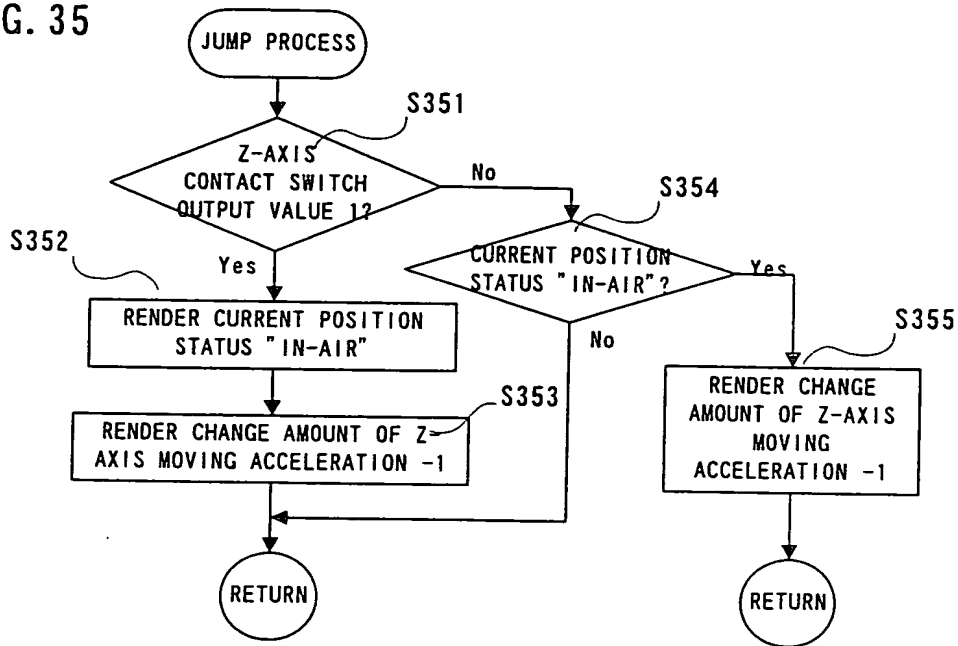 G. 35
JUMP PROCESS
S351
Z-AXIS
CONTACT SWITCH
OUTPUT VALUE 1?
No
S354
S352
Yes
CURRENT POSITION
STATUS "IN-AIR"?
Yes
RENDER CURRENT POSITION
STATUS "IN-AIR"
No
S355
S353
RENDER CHANGE AMOUNT OF Z-
AXIS MOVING ACCELERATION -1
RENDER CHANGE
AMOUNT OF Z-AXIS
MOVING
ACCELERATION -1
RETURN
RETURN